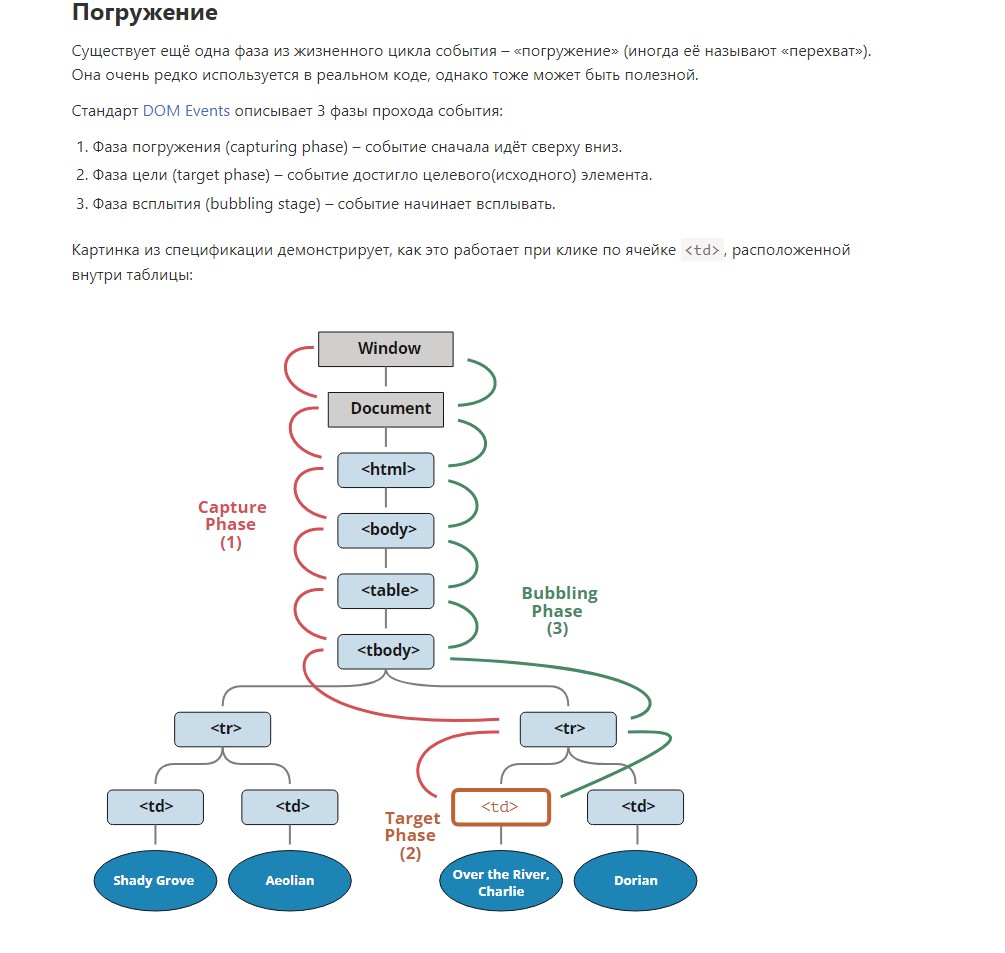 Погружение
Существует ещё одна фаза из жизненного цикла события – «погружение» (иногда её называют «перехват»).
Она очень редко используется в реальном коде, однако тоже может быть полезной.
Стандарт DOM Events описывает 3 фазы прохода события:
1. Фаза погружения (capturing phase) – событие сначала идёт сверху вниз.
2. Фаза цели (target phase) – событие достигло целевого(исходного) элемента.
3. Фаза всплытия (bubbling stage) – событие начинает всплывать.
Картинка из спецификации демонстрирует, как это работает при клике по ячейке <td>, расположенной
внутри таблицы:
Window
Document
<html>
Capture
Phase
(1)
<body>
<table>
Bubbling
Phase
(3)
<tbody>
<tr>
<tr>
<td>
<td>
<td>
<td>
Target
Phase
(2)
Shady Grove
Aeolian
Over the River,
Charlie
Dorian